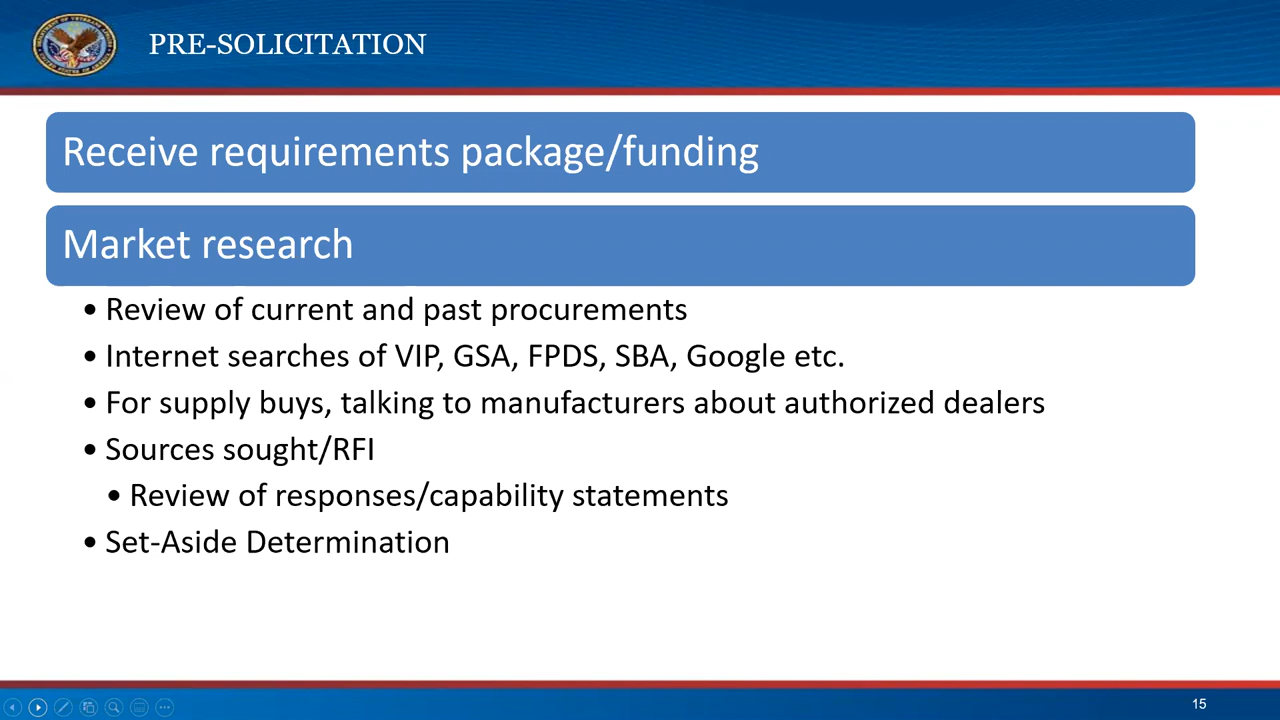 PRE-SOLICITATION
Receive requirements package/funding
Market research
• Review of current and past procurements
• Internet searches of VIP, GSA, FPDS, SBA, Google etc.
• For supply buys, talking to manufacturers about authorized dealers
• Sources sought/RFI
• Review of responses/capability statements
• Set-Aside Determination
15